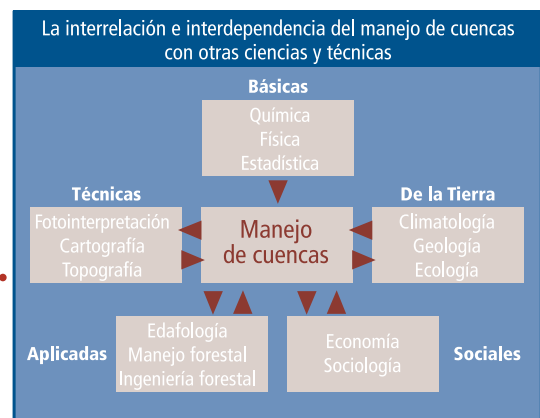 La interrelación e interdependencia del manejo de cuencas
con otras ciencias y técnicas
Básicas
Química
Física
Estadística
Técnicas
Fotointerpretación
Cartografía
Topografía
Manejo
de cuencas
De la Tierra
Climatología
Geología
Ecología
Aplicadas
Edafología
Manejo forestal
Ingeniería forestal
Economía
Sociología
Sociales